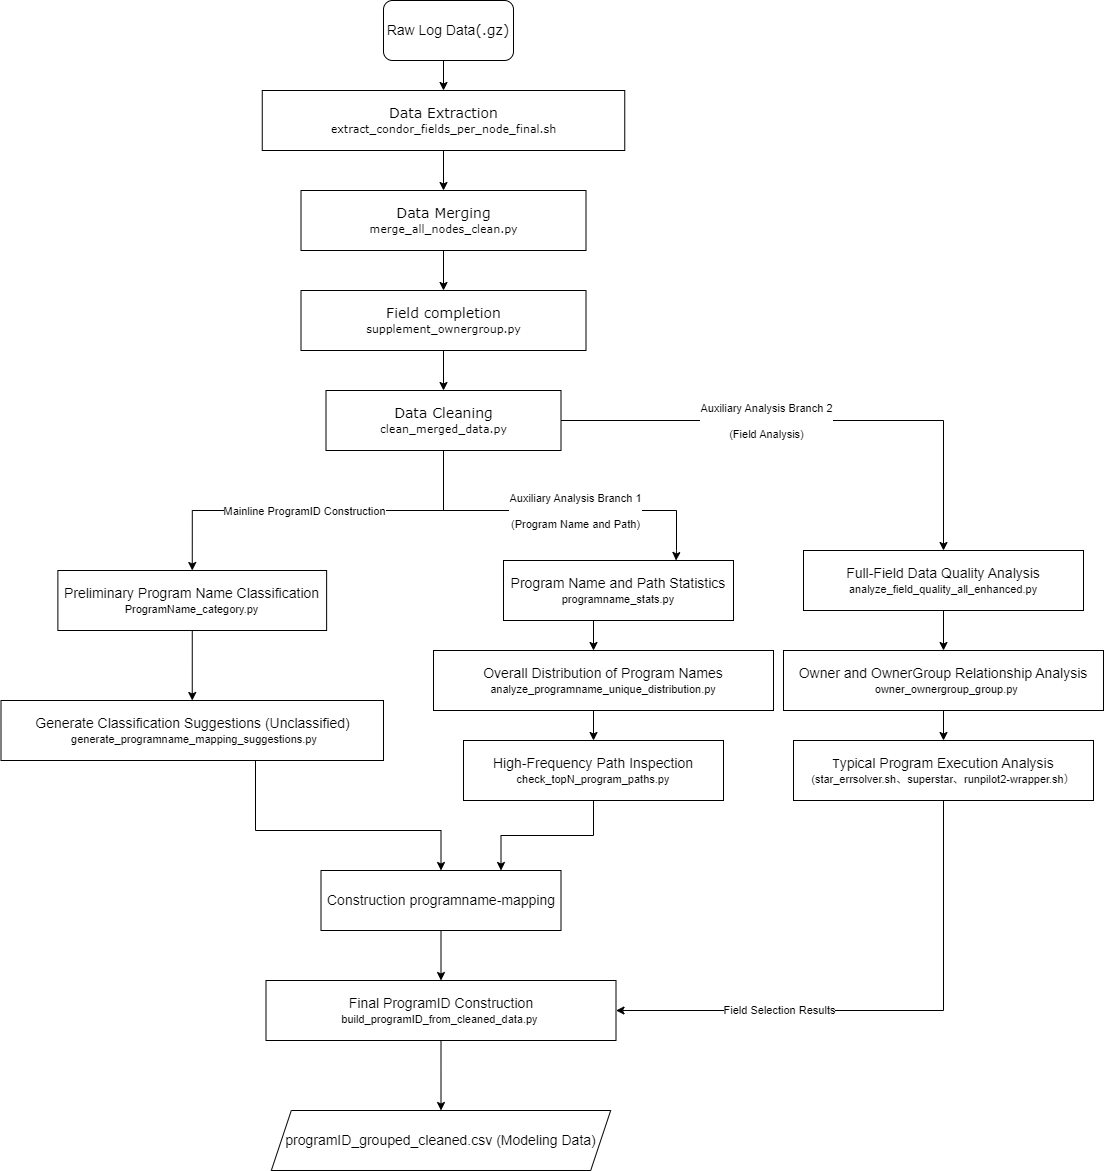 Raw Log Data(.gz)
Data Extraction
extract_condor_fields_per_node_final.sh
Data Merging
merge_all_nodes_clean.py
Field completion
supplement_ownergroup.py
Data Cleaning
clean_merged_data.py
Auxiliary Analysis Branch 2
(Field Analysis)
Mainline ProgramID Construction
Auxiliary Analysis Branch 1
(Program Name and Path)
Preliminary Program Name Classification
ProgramName_category.py
Program Name and Path Statistics
programname_stats.py
Full-Field Data Quality Analysis
analyze_field_quality_all_enhanced.py
Generate Classification Suggestions (Unclassified)
generate_programname_mapping_suggestions.py
Overall Distribution of Program Names
analyze_programname_unique_distribution.py
Owner and OwnerGroup Relationship Analysis
owner_ownergroup_group.py
High-Frequency Path Inspection
check_topN_program_paths.py
Typical Program Execution Analysis
(star_errsolver.sh、superstar、runpilot2-wrapper.sh）
Construction programname-mapping
Final ProgramID Construction
build_programID_from_cleaned_data.py
Field Selection Results
programID_grouped_cleaned.csv (Modeling Data)